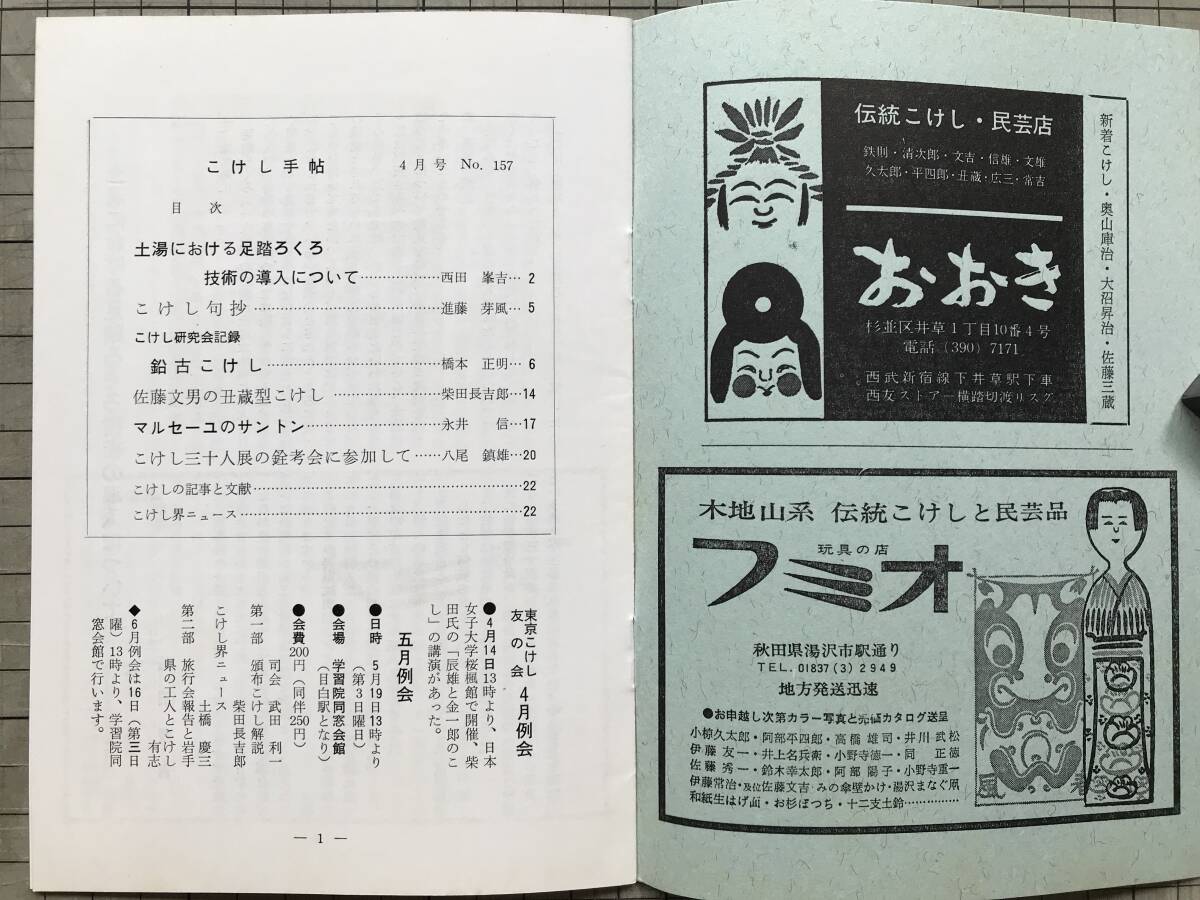 こけし手帖 4月号 No. 157
目次
土湯における足踏ろくろ
技術の導入について………………西田 峯吉… 2
こけし句抄………………進藤 芽風… 5
こけし研究会記録
鉛古こけし………………橋本 正明… 6
佐藤文男の丑蔵型こけし………………柴田長吉郎…14
マルセーユのサントン………………永井 信…17
こけし三十人展の銓考会に参加して……八尾 鎮雄…20
こけしの記事と文献………………22
こけし界ニュース………………22
東京こけし
友の会 4月例会
●4月14日13時より、日本
女子大学桜楓館で開催、柴
田氏の「辰雄と金一郎のこけ
し」の講演があった。
五月例会
●日時 5月19日13時より
(第3日曜日)
●会場 学習院同窓会館
(目白駅となり)
●会費 200円(同伴250円)
司会 武田 利一
第一部 頒布こけし解説
柴田長吉郎
こけし界ニュース
土橋 慶三
第二部 旅行会報告と岩手
県の工人とこけし
有志
◆6月例会は16日(第三日
曜)13時より、学習院同
窓会館で行います。
— 1 —
伝統こけし・民芸店
鉄則・清次郎・文吉・信雄・文雄
久太郎・平四郎・丑蔵・広三・常吉
おおき
杉並区井草1丁目10番4号
電話 (390) 7171
西武新宿線下井草駅下車
西友ストアー横踏切渡りスグ
新着こけし・奥山庫治・大沼昇治・佐藤三蔵
木地山系 伝統こけしと民芸品
玩具の店
フミオ
秋田県湯沢市駅通り
TEL. 01837 (3) 2949
地方発送迅速
●お申越し次第カラー写真と売価カタログ送呈
小椋久太郎・阿部平四郎・高橋雄司・井川武松
伊藤友一・井上名兵衛・小野寺徳一・同 正徳
佐藤秀一・鈴木幸太郎・阿部陽子・小野寺重一
伊藤常治・及位佐藤文吉・みの傘壁かけ・湯沢まなぐ凧
和紙生はげ面・お杉ばっち・十二支土鈴……………